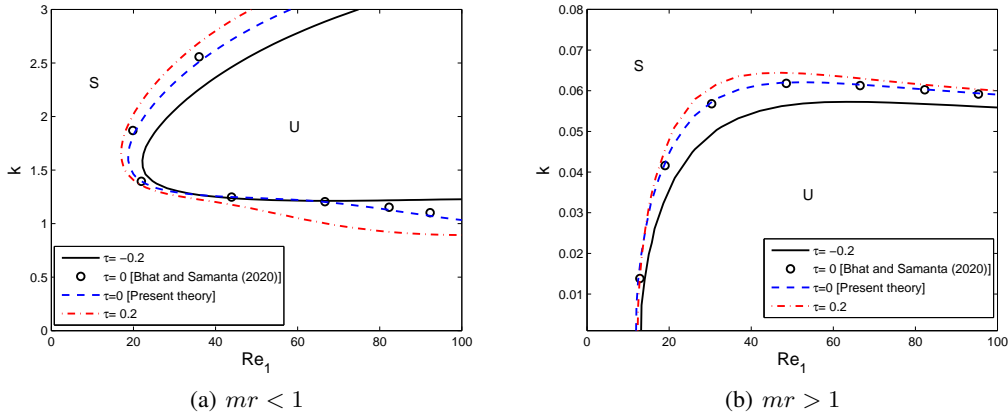 3
2.5
2
1.5
1
0.5
0
k
S
U
τ= −0.2
τ= 0 [Bhat and Samanta (2020)]
τ=0 [Present theory]
τ= 0.2
0 20 40 60 80 100
Re1
(a) mr < 1
0.08
0.07
0.06
0.05
0.04
0.03
0.02
0.01
k
S
U
τ= −0.2
τ= 0 [Bhat and Samanta (2020)]
τ=0 [Present theory]
τ= 0.2
0 20 40 60 80 100
Re1
(b) mr > 1